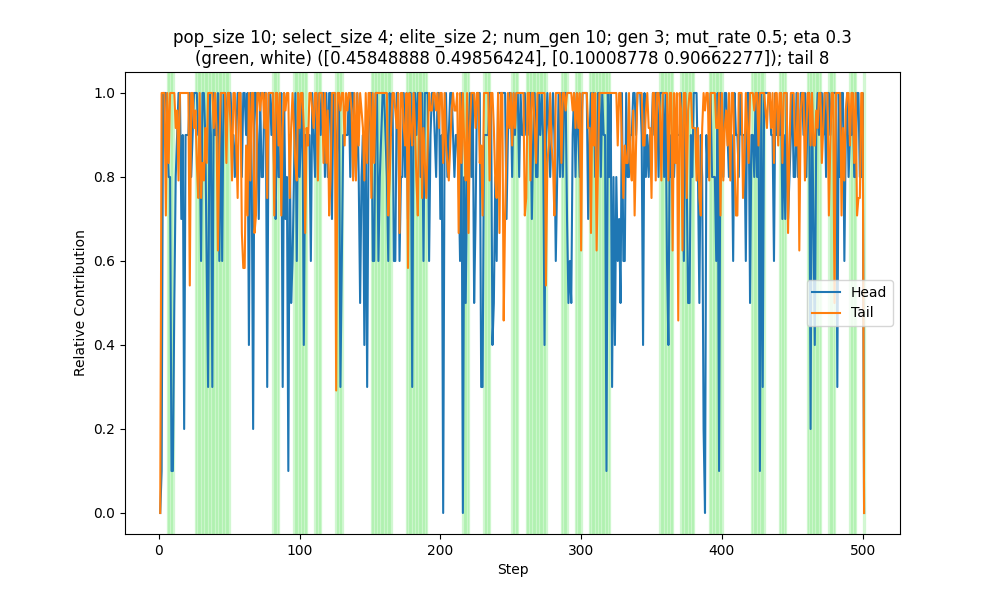 pop_size 10; select_size 4; elite_size 2; num_gen 10; gen 3; mut_rate 0.5; eta 0.3
(green, white) ([0.45848888 0.49856424], [0.10008778 0.90662277]); tail 8
1.0
0.8
0.6
0.4
0.2
0.0
Relative Contribution
Head
Tail
0
100
200
300
400
500
Step